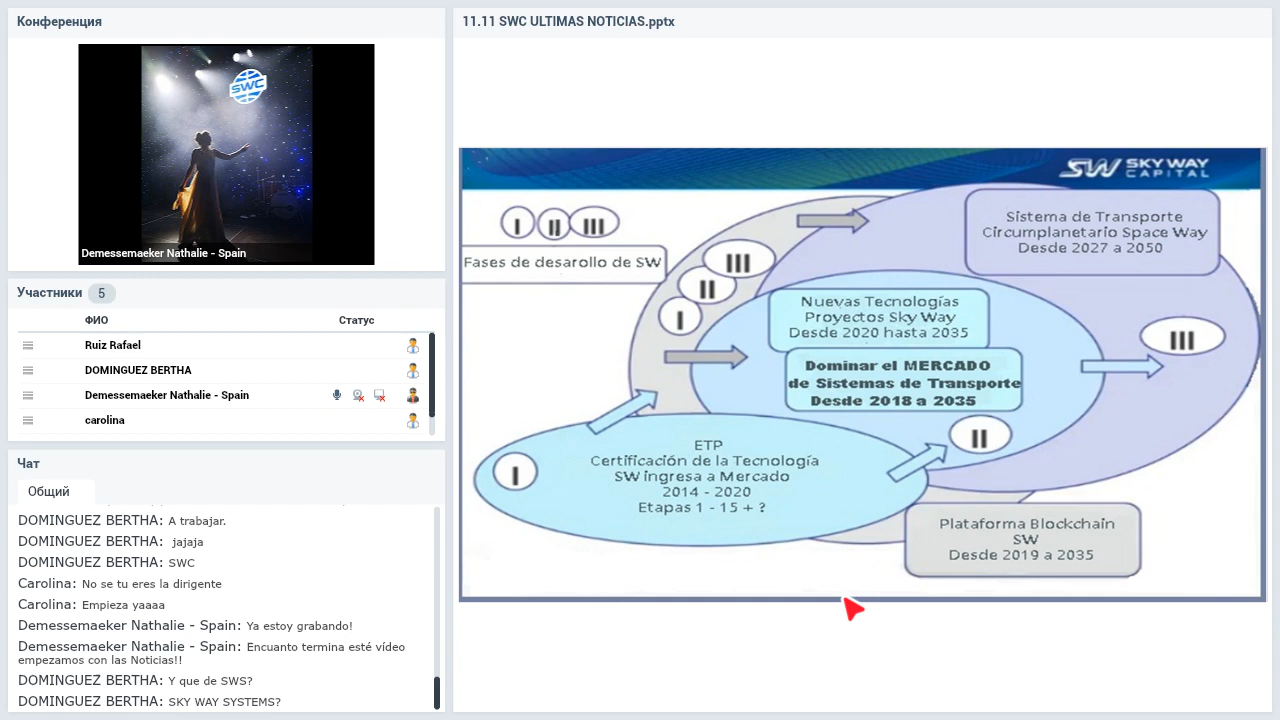 Конференция
SWC
Demessemaeker Nathalie - Spain
Участники 5
ФИО Статус
Ruiz Rafael
DOMINGUEZ BERTHA
Demessemaeker Nathalie - Spain
carolina
Чат
Общий
DOMINGUEZ BERTHA: A trabajar.
DOMINGUEZ BERTHA: jajaja
DOMINGUEZ BERTHA: SWC
Carolina: No se tu eres la dirigente
Carolina: Empieza yaaaa
Demessemaeker Nathalie - Spain: Ya estoy grabando!
Demessemaeker Nathalie - Spain: Encuanto termina esté vídeo
empezamos con las Noticias!!
DOMINGUEZ BERTHA: Y que de SWS?
DOMINGUEZ BERTHA: SKY WAY SYSTEMS?
11.11 SWC ULTIMAS NOTICIAS.pptx
SW SKY WAY
CAPITAL
I II III
Fases de desarollo de SW
III
II
I
Sistema de Transporte
Circumplanetario Space Way
Desde 2027 a 2050
Nuevas Tecnologías
Proyectos Sky Way
Desde 2020 hasta 2035
Dominar el MERCADO
de Sistemas de Transporte
Desde 2018 a 2035
III
II
I
ETP
Certificación de la Tecnología
SW ingresa a Mercado
2014 - 2020
Etapas 1 - 15 + ?
Plataforma Blockchain
SW
Desde 2019 a 2035